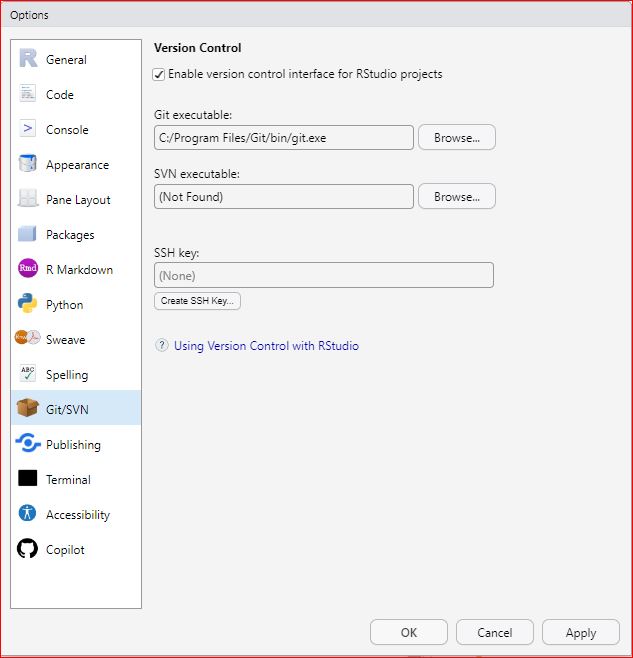 Options
R General
Code
> Console
Appearance
Pane Layout
Packages
Rmd R Markdown
Python
Sweave
ABC Spelling
Git/SVN
Publishing
Terminal
Accessibility
Copilot
Version Control
Enable version control interface for RStudio projects
Git executable:
C:/Program Files/Git/bin/git.exe
Browse...
SVN executable:
(Not Found)
Browse...
SSH key:
(None)
Create SSH Key...
? Using Version Control with RStudio
OK
Cancel
Apply